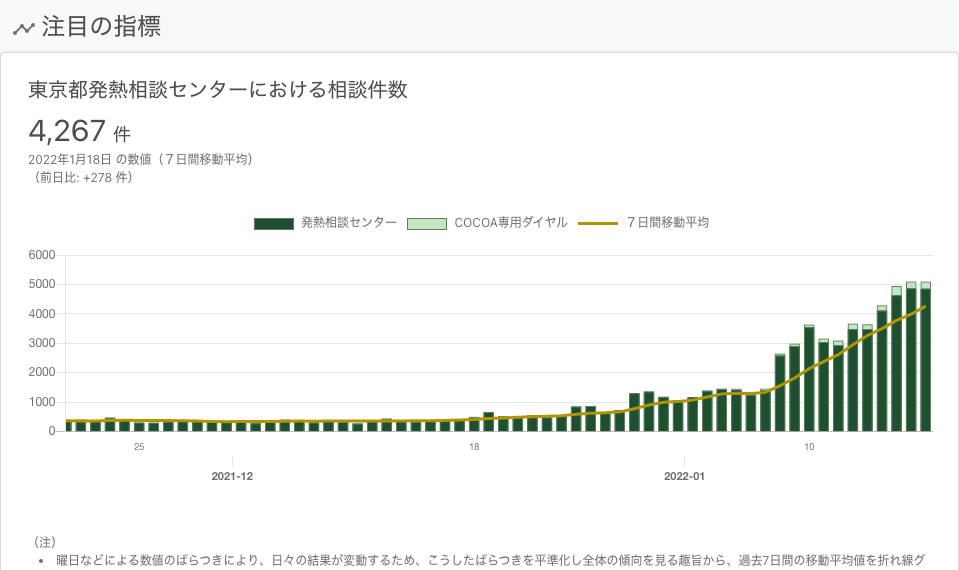 注目の指標
東京都発熱相談センターにおける相談件数
4,267 件
2022年1月18日 の数値（７日間移動平均）
（前日比: +278 件）
発熱相談センター COCOA専用ダイヤル ７日間移動平均
6000
5000
4000
3000
2000
1000
0
25 18 10
2021-12 2022-01
（注）
• 曜日などによる数値のばらつきにより、日々の結果が変動するため、こうしたばらつきを平準化し全体の傾向を見る趣旨から、過去7日間の移動平均値を折れ線グ